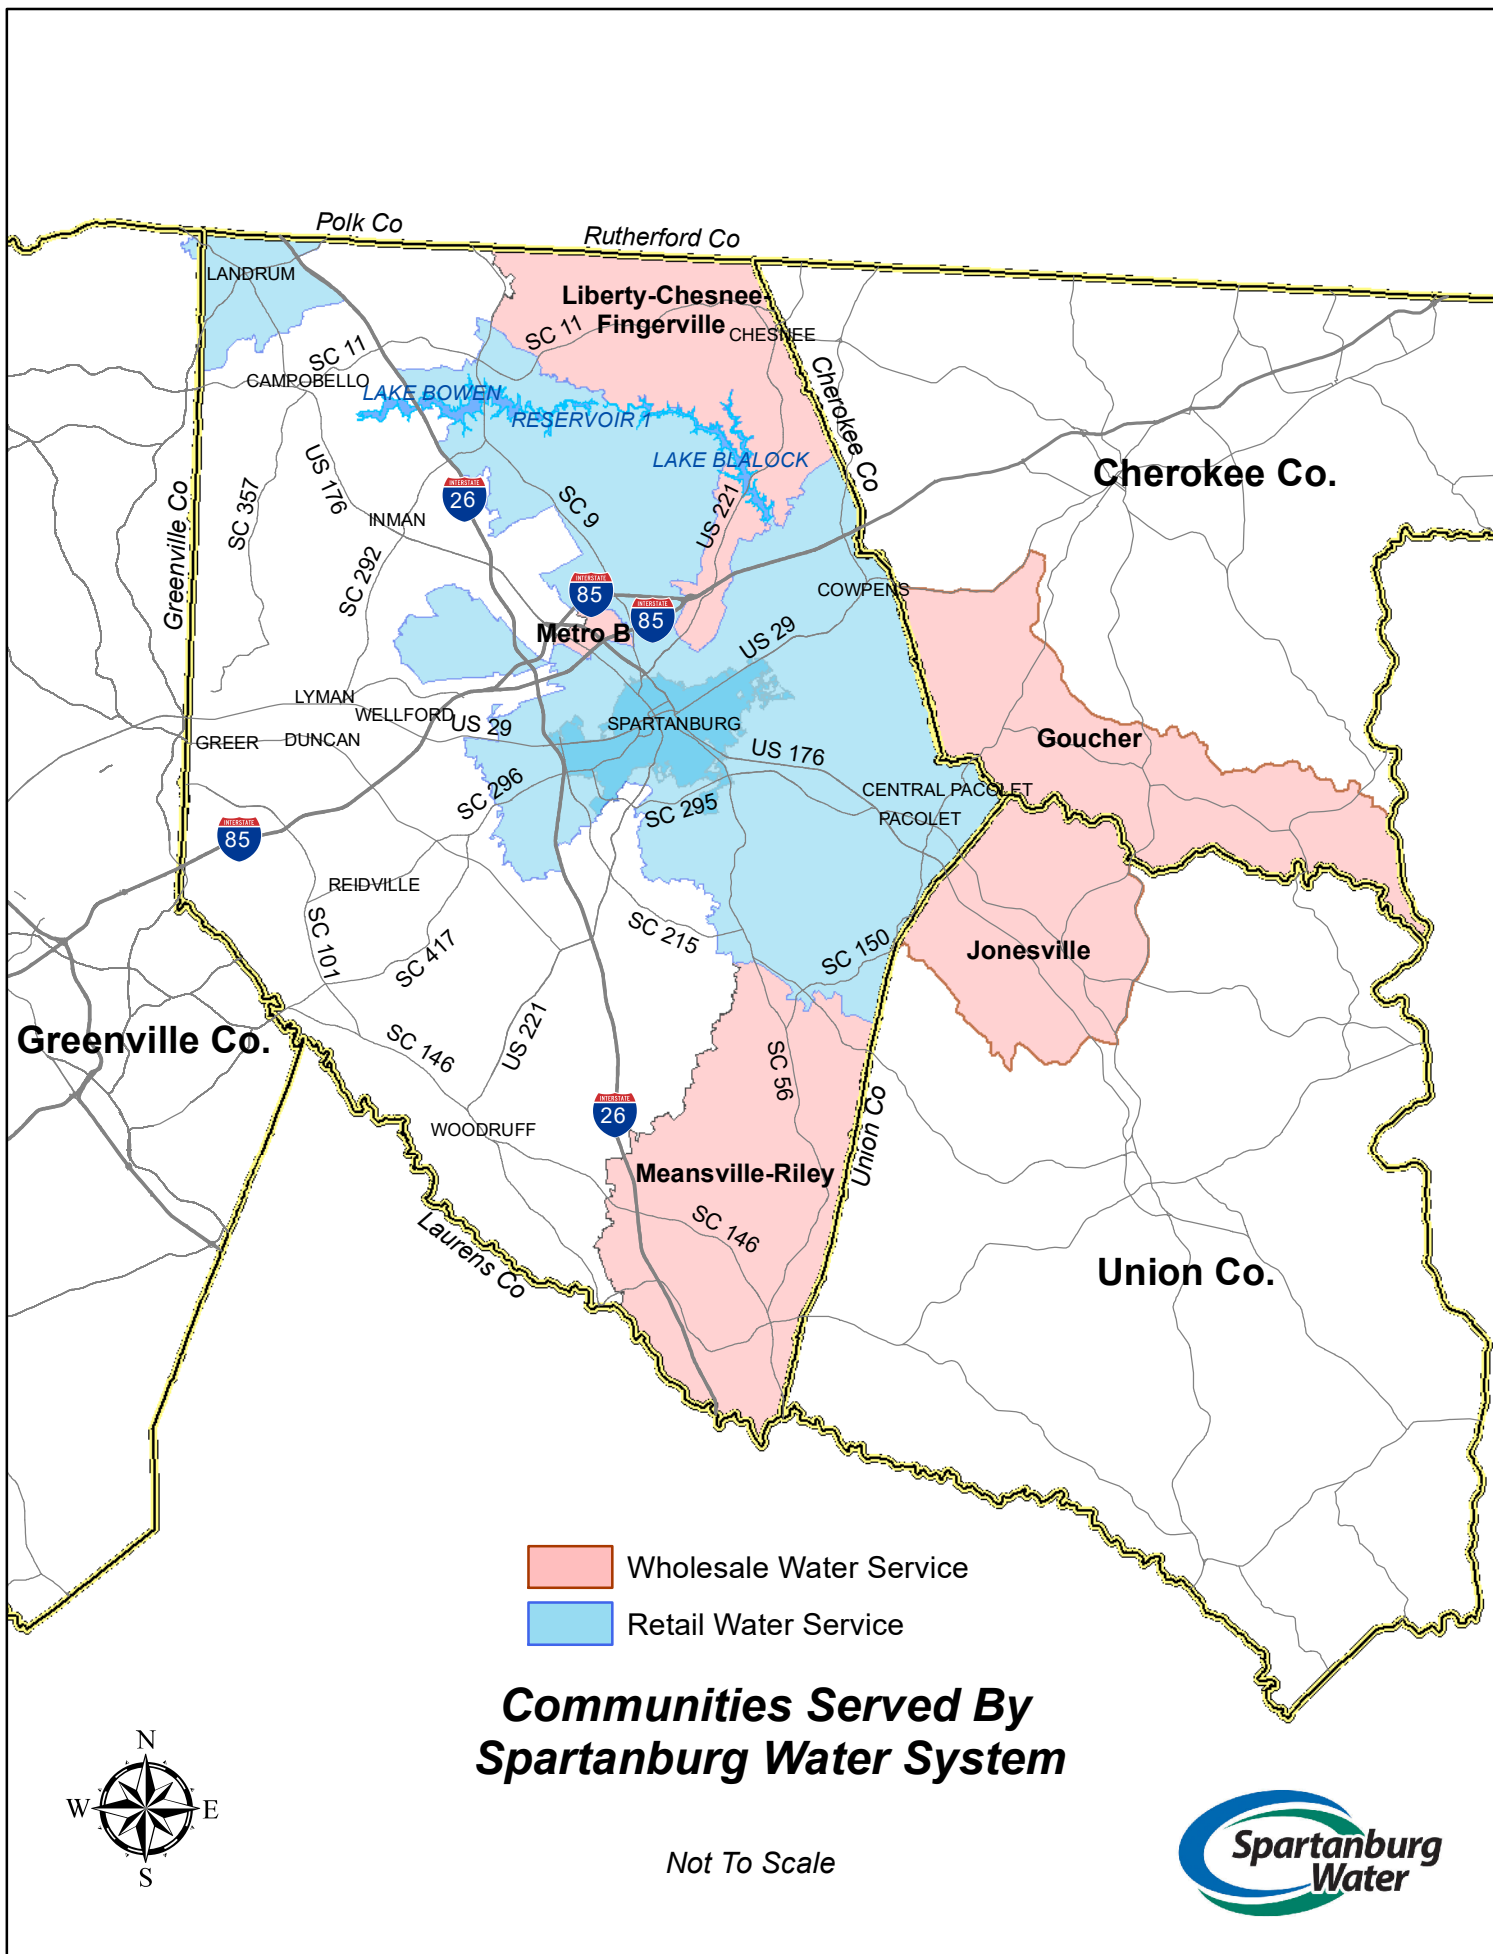 Polk Co
Rutherford Co
LANDRUM
Liberty-Chesnee-
Fingerville
SC 11
CHESNEE
SC 11
CAMPOBELLO
LAKE BOWEN
RESERVOIR 1
Cherokee Co
LAKE BLALOCK
Cherokee Co.
US 176
SC 357
INTERSTATE
26
SC 9
US 221
INMAN
Greenville Co
SC 292
INTERSTATE
85
INTERSTATE
85
COWPENS
Metro B
US 29
LYMAN
WELLFORD
US 29
SPARTANBURG
GREER
DUNCAN
US 176
Goucher
SC 296
SC 295
CENTRAL PACOLET
PACOLET
INTERSTATE
85
REIDVILLE
SC 101
SC 417
SC 215
SC 150
Jonesville
Greenville Co.
SC 146
US 221
SC 56
INTERSTATE
26
WOODRUFF
Union Co
Meansville-Riley
SC 146
Laurens Co
Union Co.
Wholesale Water Service
Retail Water Service
Communities Served By
Spartanburg Water System
N
W
E
S
Not To Scale
Spartanburg
Water